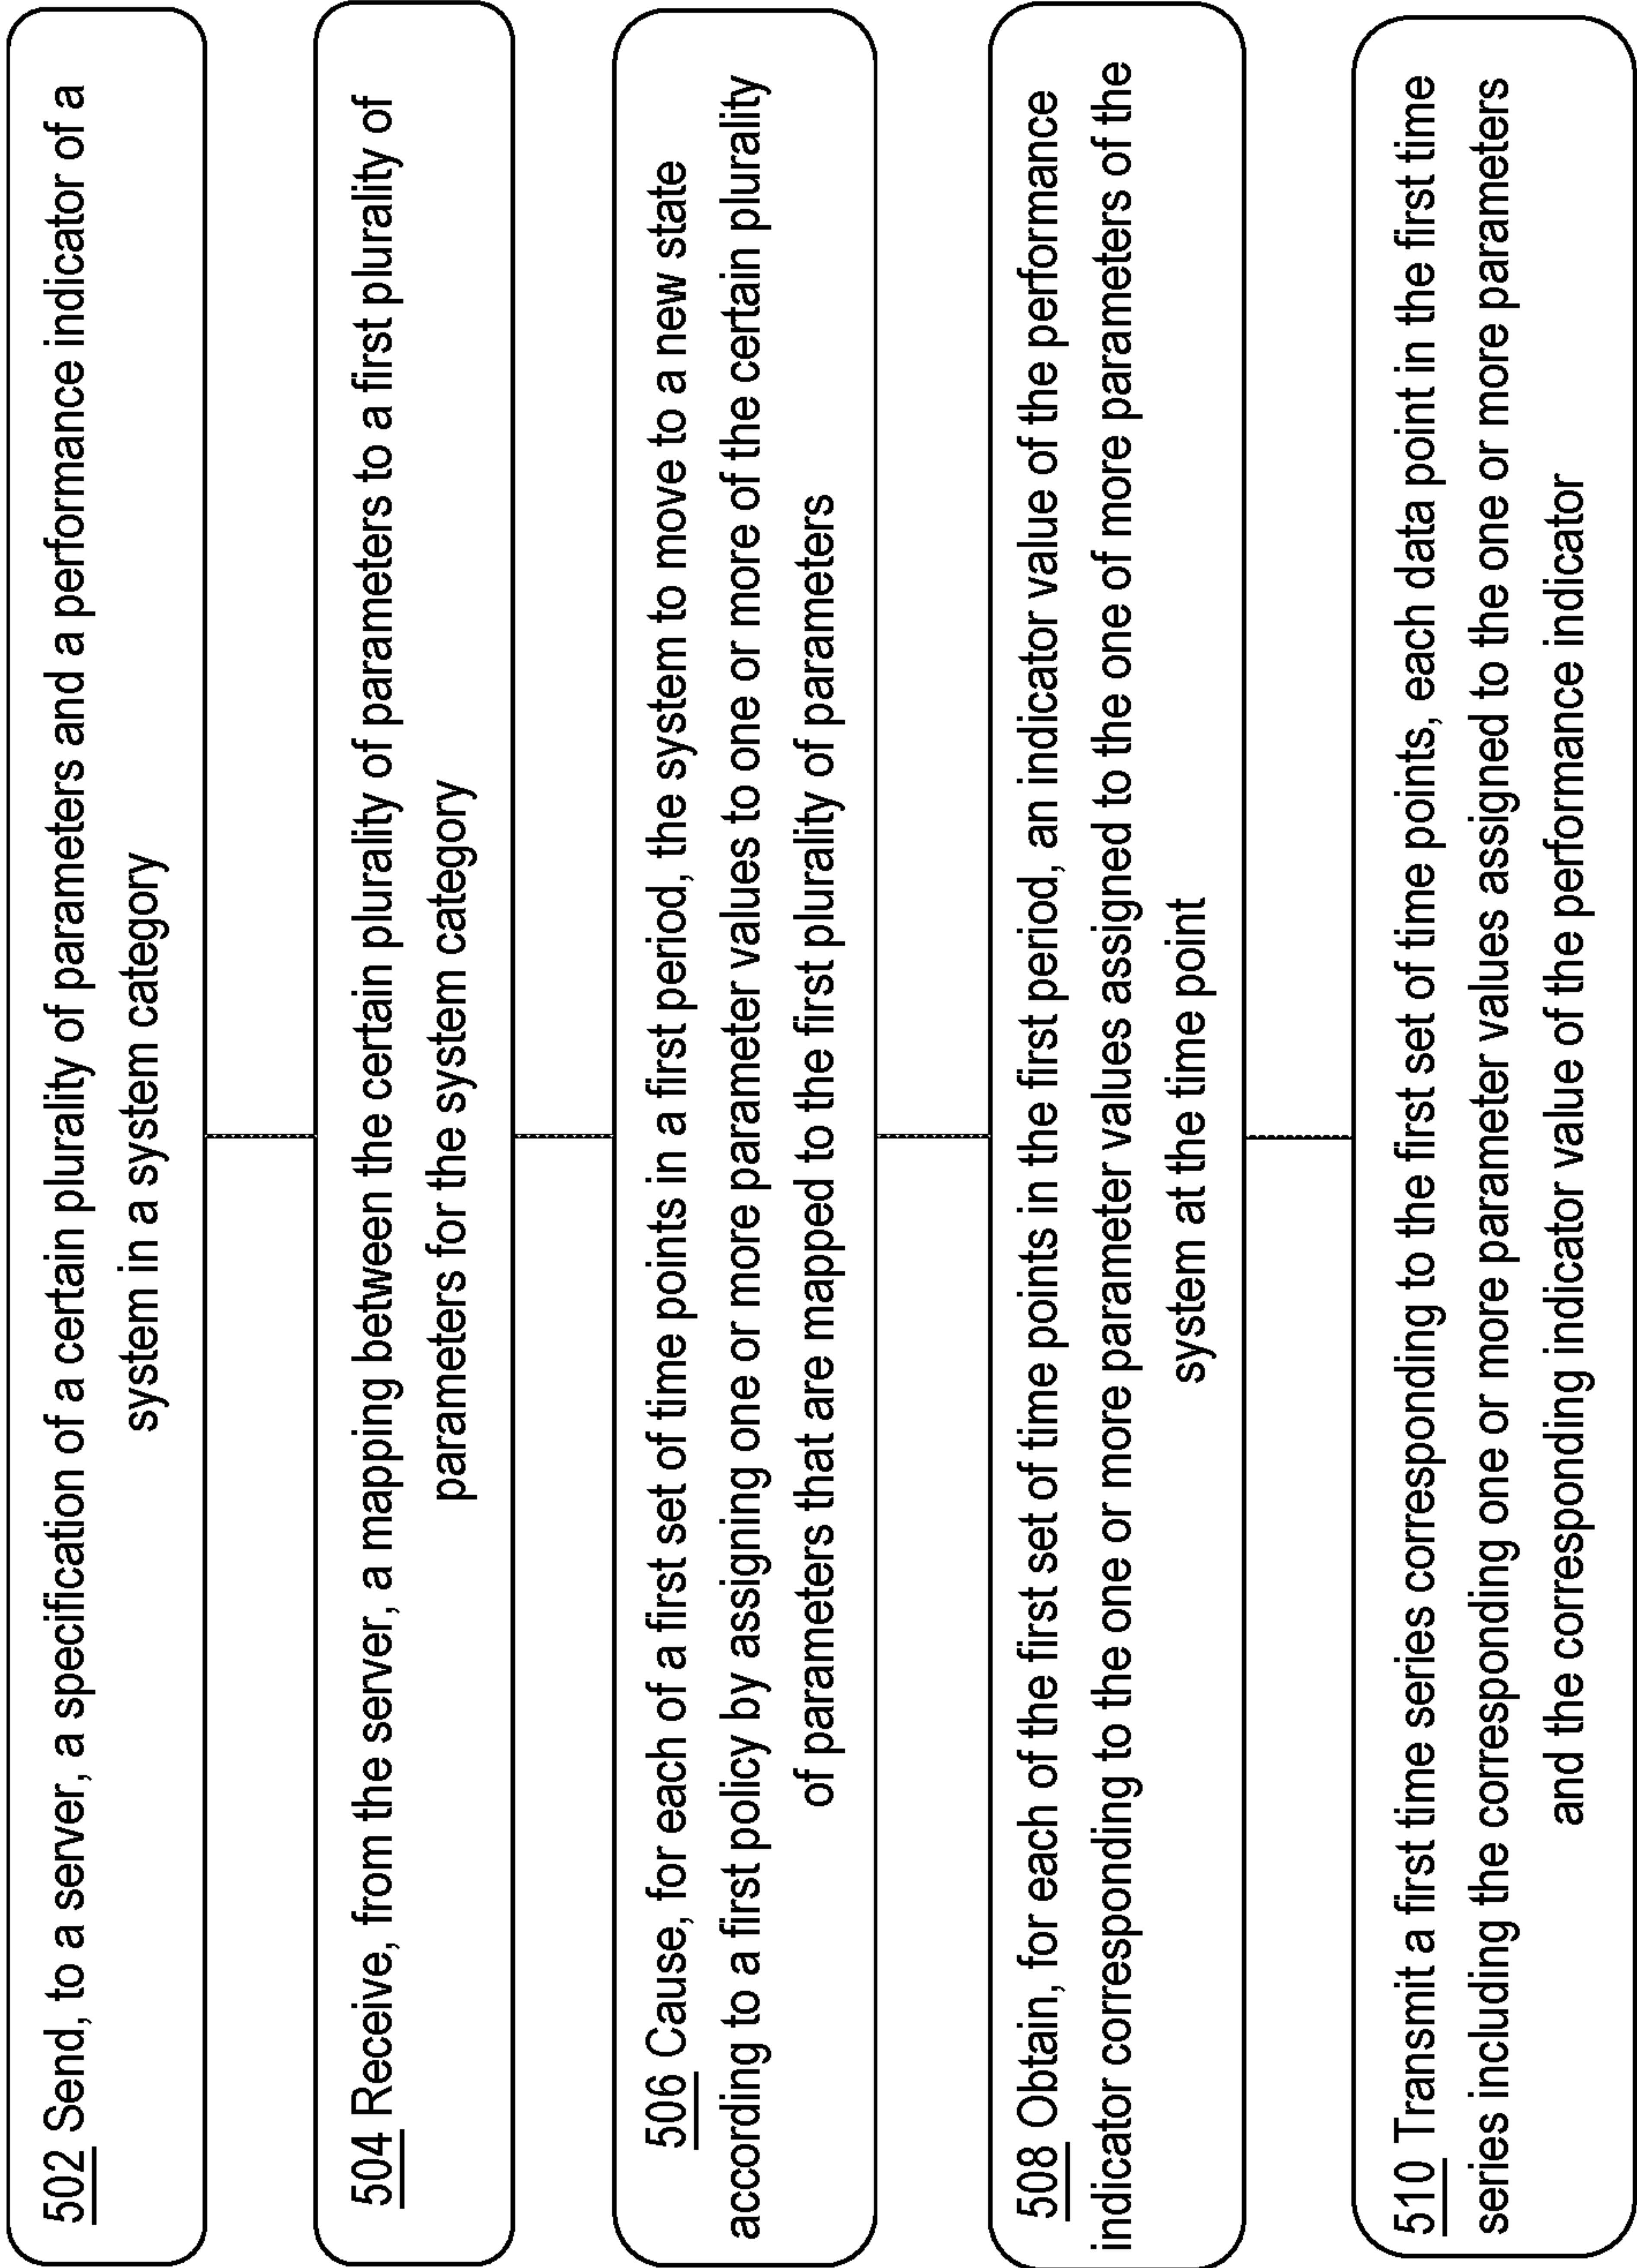 502 Send, to a server, a specification of a certain plurality of parameters and a performance indicator of a
system in a system category
504 Receive, from the server, a mapping between the certain plurality of parameters to a first plurality of
parameters for the system category
506 Cause, for each of a first set of time points in a first period, the system to move to a new state
according to a first policy by assigning one or more parameter values to one or more of the certain plurality
of parameters that are mapped to the first plurality of parameters
508 Obtain, for each of the first set of time points in the first period, an indicator value of the performance
indicator corresponding to the one or more parameter values assigned to the one of more parameters of the
system at the time point
510 Transmit a first time series corresponding to the first set of time points, each data point in the first time
series including the corresponding one or more parameter values assigned to the one or more parameters
and the corresponding indicator value of the performance indicator